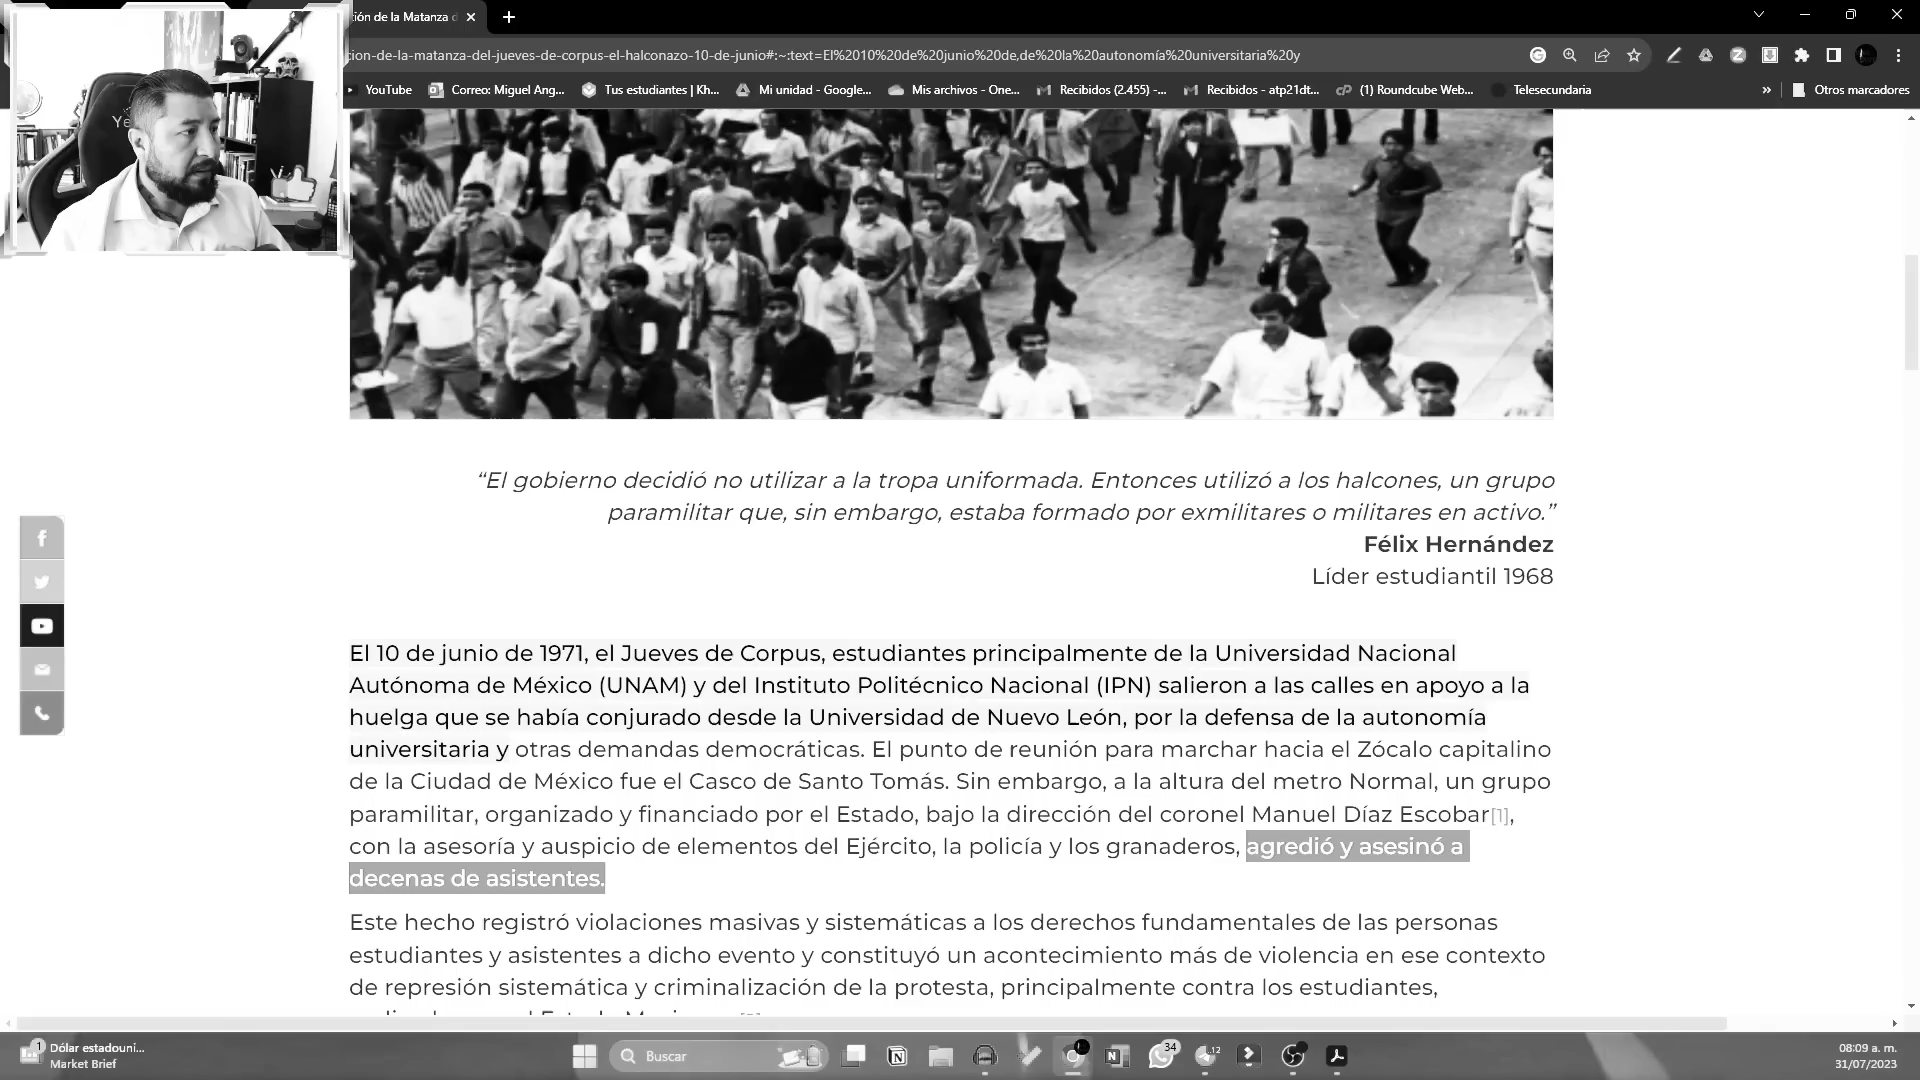 ión de la Matanza d
cion-de-la-matanza-del-jueves-de-corpus-el-halconazo-10-de-junio#:~:text=El%2010%20de%20junio%20de,de%20la%20autonomía%20universitaria%20y
YouTube
Correo: Miguel Ang...
Tus estudiantes | Kh...
Mi unidad - Google...
Mis archivos - One...
Recibidos (2.455) -...
Recibidos - atp21dt...
(1) Roundcube Web...
Telesecundaria
Otros marcadores
“El gobierno decidió no utilizar a la tropa uniformada. Entonces utilizó a los halcones, un grupo
paramilitar que, sin embargo, estaba formado por exmilitares o militares en activo.”
Félix Hernández
Líder estudiantil 1968
El 10 de junio de 1971, el Jueves de Corpus, estudiantes principalmente de la Universidad Nacional
Autónoma de México (UNAM) y del Instituto Politécnico Nacional (IPN) salieron a las calles en apoyo a la
huelga que se había conjurado desde la Universidad de Nuevo León, por la defensa de la autonomía
universitaria y otras demandas democráticas. El punto de reunión para marchar hacia el Zócalo capitalino
de la Ciudad de México fue el Casco de Santo Tomás. Sin embargo, a la altura del metro Normal, un grupo
paramilitar, organizado y financiado por el Estado, bajo la dirección del coronel Manuel Díaz Escobar[1],
con la asesoría y auspicio de elementos del Ejército, la policía y los granaderos, agredió y asesinó a
decenas de asistentes.
Este hecho registró violaciones masivas y sistemáticas a los derechos fundamentales de las personas
estudiantes y asistentes a dicho evento y constituyó un acontecimiento más de violencia en ese contexto
de represión sistemática y criminalización de la protesta, principalmente contra los estudiantes,
1
Dólar estadouni...
Market Brief
Buscar
34
12
08:09 a. m.
31/07/2023